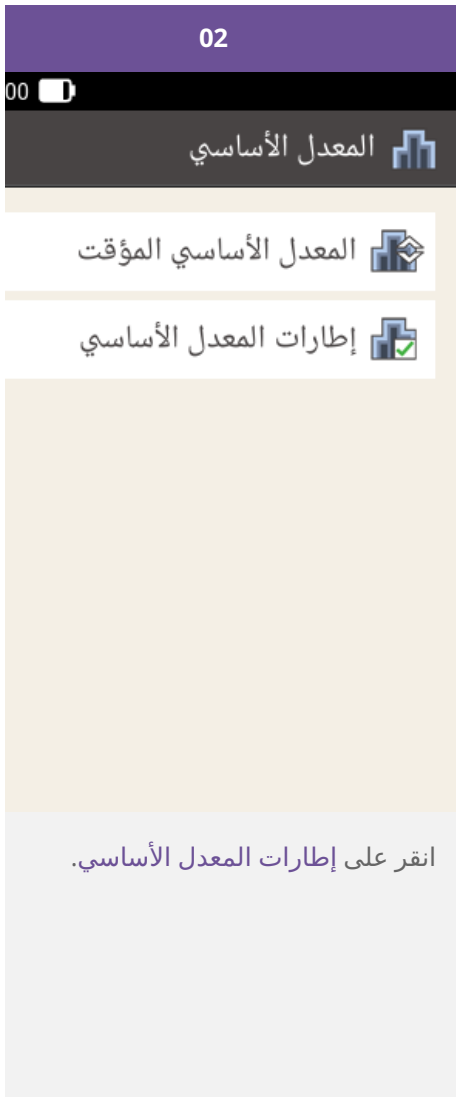 02
00
المعدل الأساسي
المعدل الأساسي المؤقت
إطارات المعدل الأساسي
انقر على إطارات المعدل الأساسي.